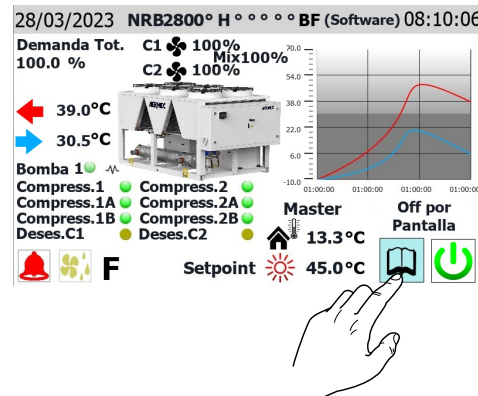 28/03/2023 NRB2800° H ° ° ° ° ° BF (Software) 08:10:06
Demanda Tot.
100.0 %
C1 100%
Mix100%
C2 100%
70.0
54.0
38.0
22.0
6.0
-10.0
01:00:00 01:00:00 01:00:00 01:00:00
AERMEC
39.0°C
30.5°C
Bomba 1
Compress.1 Compress.2
Compress.1A Compress.2A
Compress.1B Compress.2B
Deses.C1 Deses.C2
Master
13.3°C
Off por
Pantalla
F
Setpoint 45.0°C